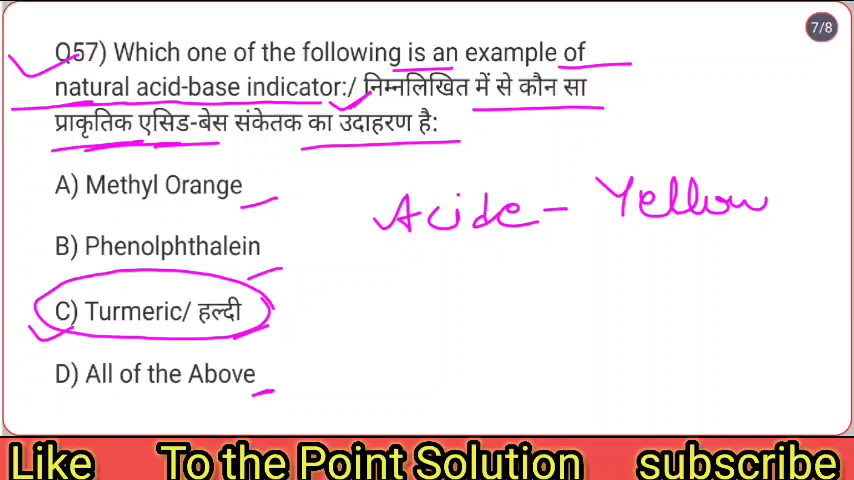 7/8
Q57) Which one of the following is an example of
natural acid-base indicator:/ निम्नलिखित में से कौन सा
प्राकृतिक एसिड-बेस संकेतक का उदाहरण है:
A) Methyl Orange
Acide - Yellow
B) Phenolphthalein
C) Turmeric/ हल्दी
D) All of the Above
Like To the Point Solution subscribe